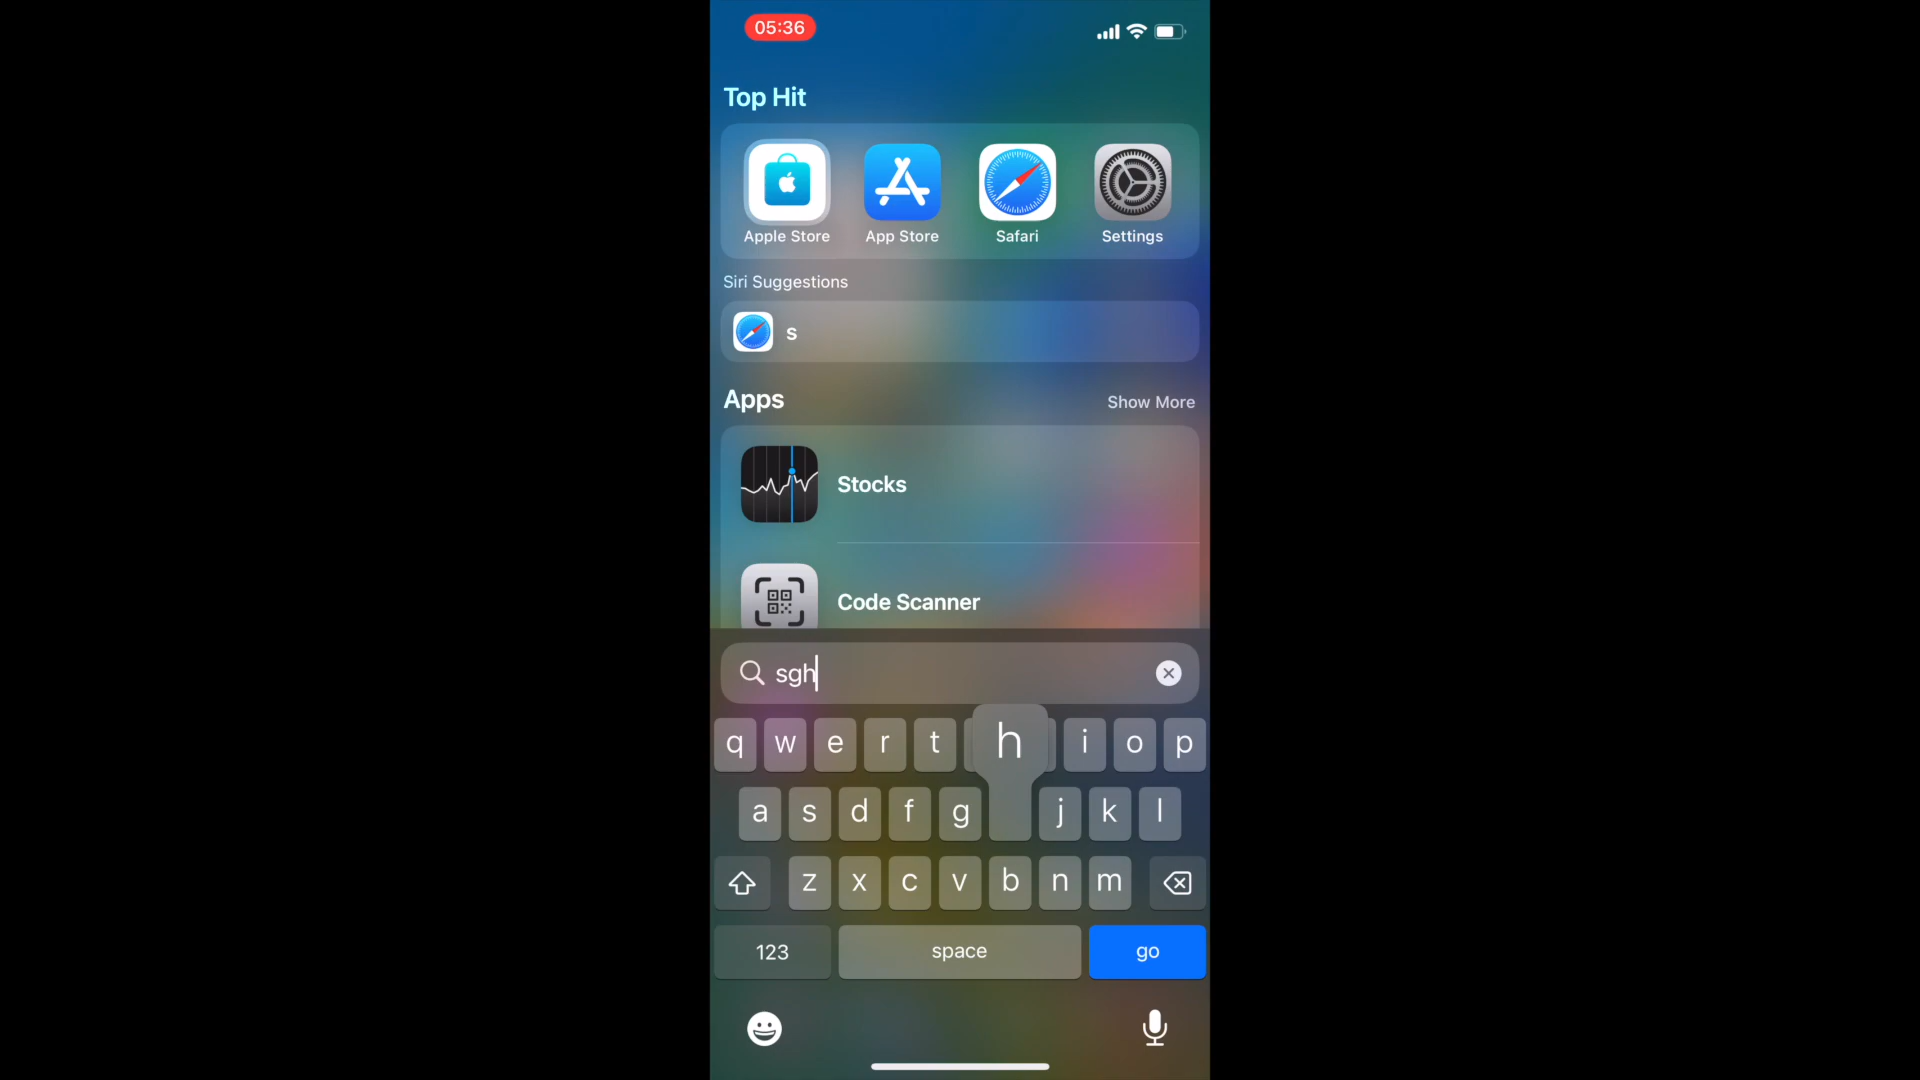 05:36
Top Hit
Apple Store App Store Safari Settings
Siri Suggestions
s
Apps Show More
Stocks
Code Scanner
sgh
q w e r t h i o p
a s d f g j k l
z x c v b n m
123 space go